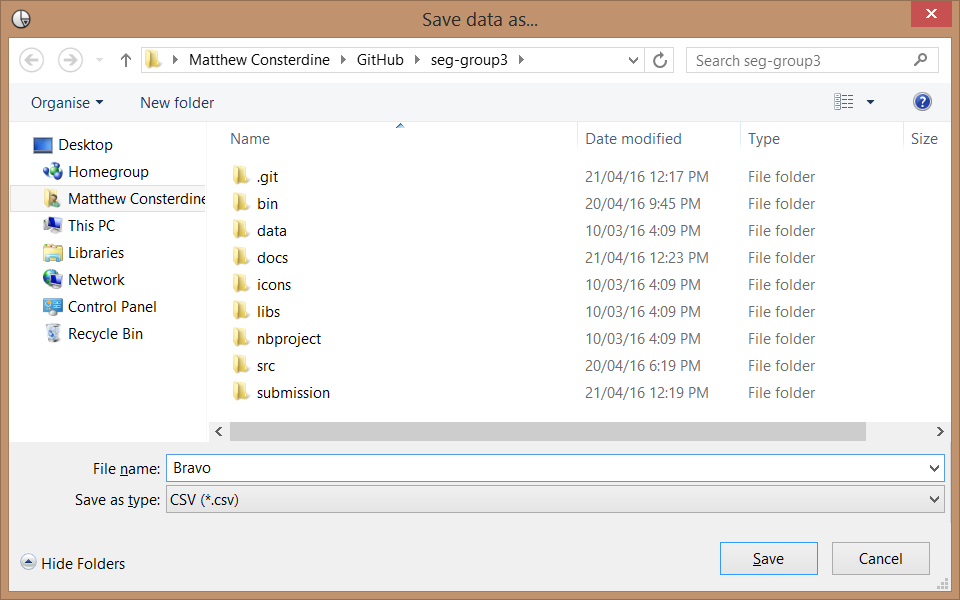 Save data as...
Matthew Consterdine GitHub seg-group3
Search seg-group3
Organise New folder
Desktop
Homegroup
Matthew Consterdine
This PC
Libraries
Network
Control Panel
Recycle Bin
Name Date modified Type Size
.git 21/04/16 12:17 PM File folder
bin 20/04/16 9:45 PM File folder
data 10/03/16 4:09 PM File folder
docs 21/04/16 12:23 PM File folder
icons 10/03/16 4:09 PM File folder
libs 10/03/16 4:09 PM File folder
nbproject 10/03/16 4:09 PM File folder
src 20/04/16 6:19 PM File folder
submission 21/04/16 12:19 PM File folder
File name: Bravo
Save as type: CSV (*.csv)
Hide Folders
Save Cancel